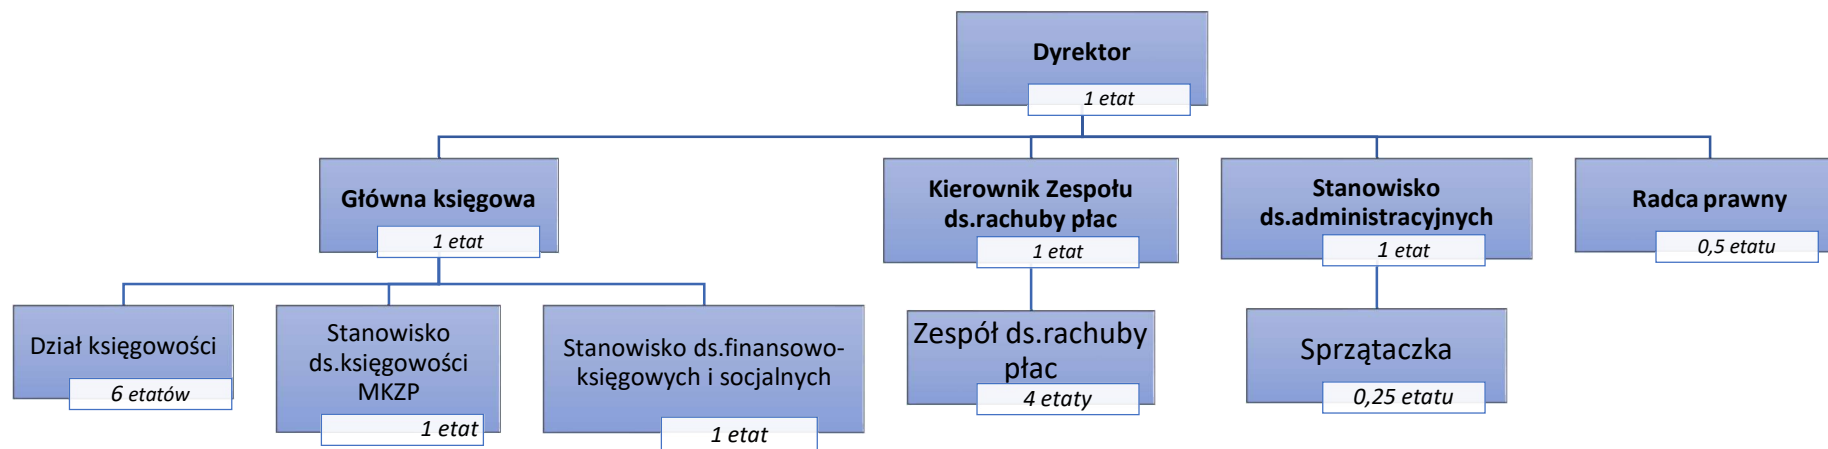 Dyrektor
1 etat
Główna księgowa
1 etat
Kierownik Zespołu
ds.rachuby płac
1 etat
Stanowisko
ds.administracyjnych
1 etat
Radca prawny
0,5 etatu
Dział księgowości
6 etatów
Stanowisko
ds.księgowości
MKZP
1 etat
Stanowisko ds.finansowo-
księgowych i socjalnych
1 etat
Zespół ds.rachuby
płac
4 etaty
Sprzątaczka
0,25 etatu